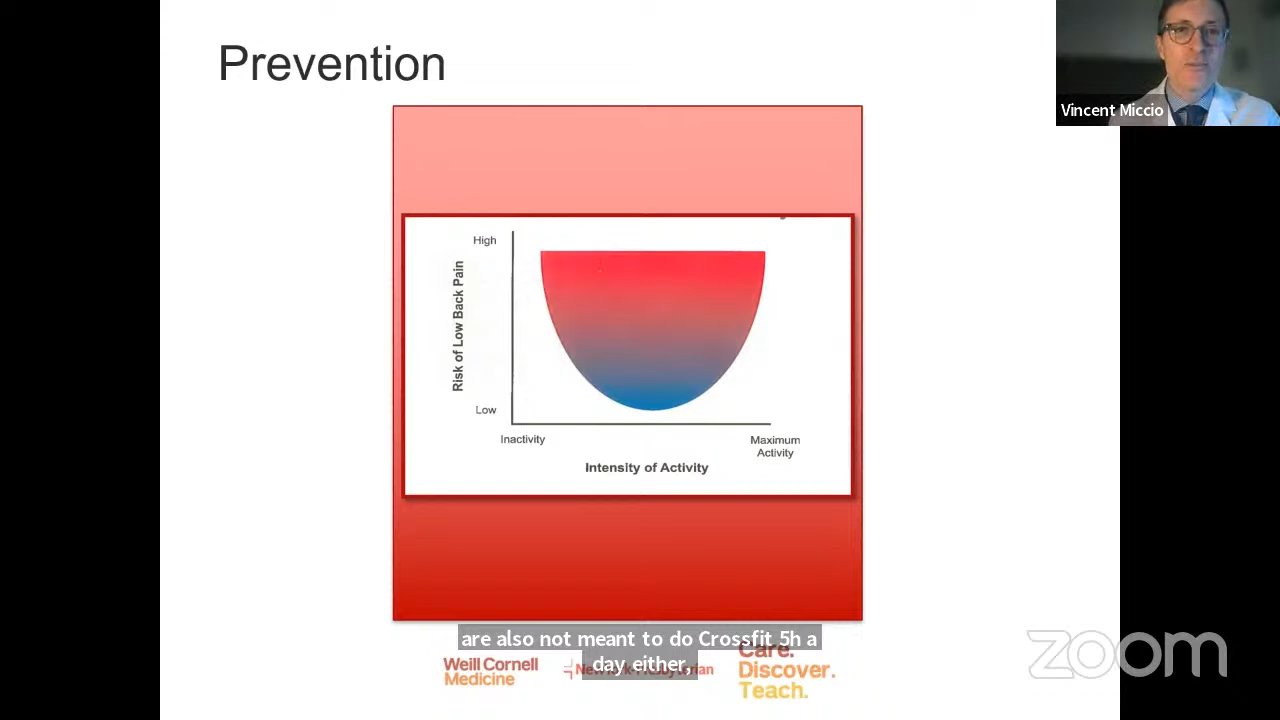 Prevention
Vincent Miccio
High
Risk of Low Back Pain
Low
Inactivity
Maximum
Activity
Intensity of Activity
are also not meant to do Crossfit 5h a
day either,
Weill Cornell
Medicine
NewYork-Presbyterian
Care.
Discover.
Teach.
zoom